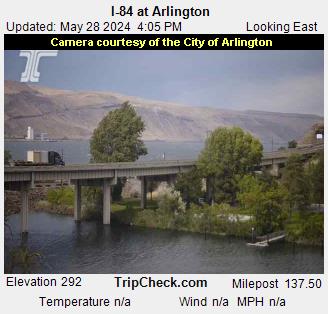 I-84 at Arlington
Updated: May 28 2024 4:05 PM Looking East
Camera courtesy of the City of Arlington
Elevation 292 TripCheck.com Milepost 137.50
Temperature n/a Wind n/a MPH n/a